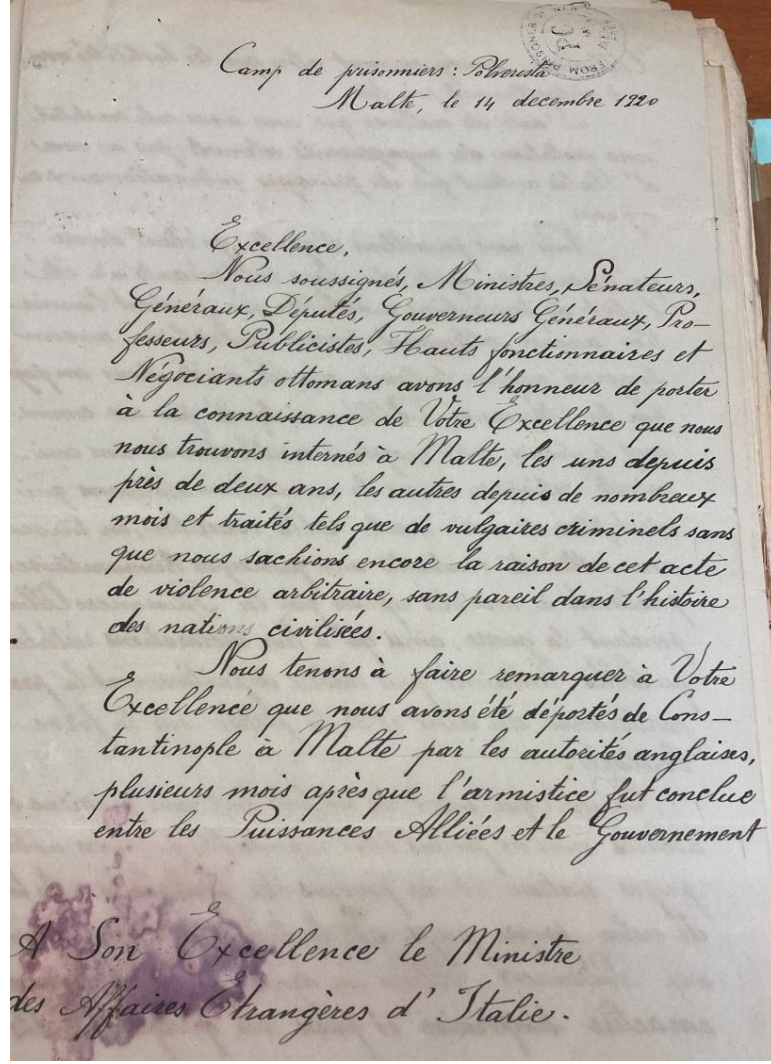 Camp de prisonniers: Polverista
Malte, le 14 decembre 1920
Excellence,
Nous soussignés, Ministres, Sénateurs,
Généraux, Députés, Gouverneurs Généraux, Pro-
fesseurs, Publicistes, Hauts fonctionnaires et
Négociants ottomans avons l'honneur de porter
à la connaissance de Votre Excellence que nous
nous trouvons internés à Malte, les uns depuis
près de deux ans, les autres depuis de nombreux
mois et traités tels que de vulgaires criminels sans
que nous sachions encore la raison de cet acte
de violence arbitraire, sans pareil dans l'histoire
des nations civilisées.
Nous tenons à faire remarquer à Votre
Excellence que nous avons été déportés de Cons-
tantinople à Malte par les autorités anglaises,
plusieurs mois après que l'armistice fut conclue
entre les Puissances Alliées et le Gouvernement
A Son Excellence le Ministre
des Affaires Etrangères d'Italie.